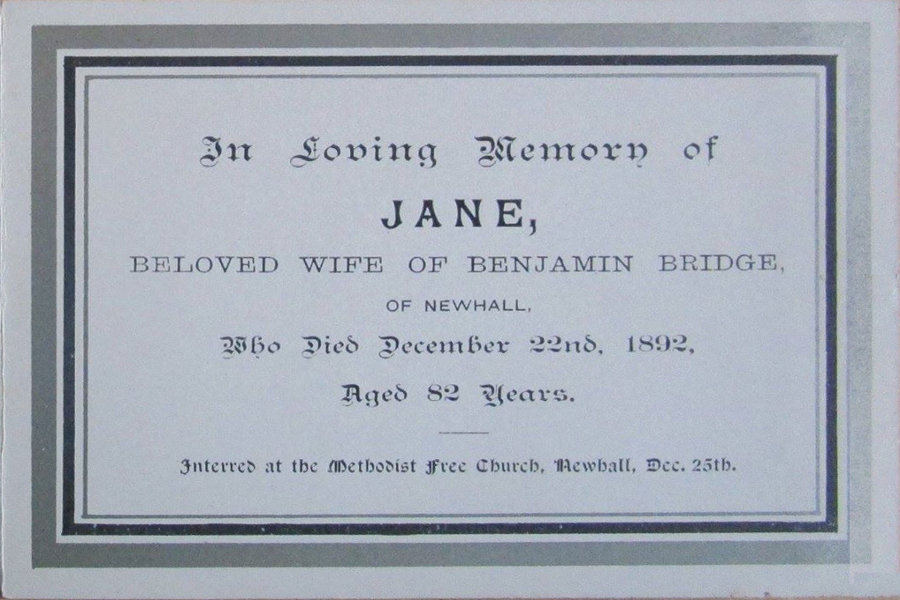 In Loving Memory of
JANE,
BELOVED WIFE OF BENJAMIN BRIDGE,
OF NEWHALL,
Who Died December 22nd, 1892,
Aged 82 Years.
Interred at the Methodist Free Church, Newhall, Dec. 25th.